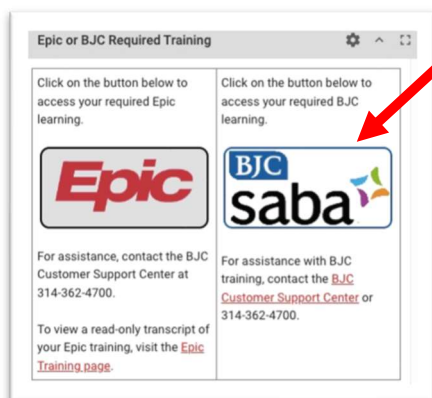 Epic or BJC Required Training
Click on the button below to
access your required Epic
learning.
Epic
For assistance, contact the BJC
Customer Support Center at
314-362-4700.
To view a read-only transcript of
your Epic training, visit the Epic
Training page.
Click on the button below to
access your required BJC
learning.
BJC
saba
For assistance with BJC
training, contact the BJC
Customer Support Center or
314-362-4700.